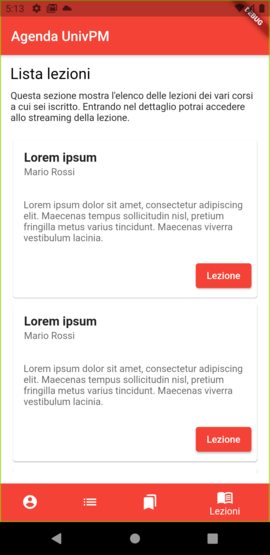 5:13
DEBUG
Agenda UnivPM
Lista lezioni
Questa sezione mostra l'elenco delle lezioni dei vari corsi
a cui sei iscritto. Entrando nel dettaglio potrai accedere
allo streaming della lezione.
Lorem ipsum
Mario Rossi
Lorem ipsum dolor sit amet, consectetur adipiscing
elit. Maecenas tempus sollicitudin nisl, pretium
fringilla metus varius tincidunt. Maecenas viverra
vestibulum lacinia.
Lezione
Lorem ipsum
Mario Rossi
Lorem ipsum dolor sit amet, consectetur adipiscing
elit. Maecenas tempus sollicitudin nisl, pretium
fringilla metus varius tincidunt. Maecenas viverra
vestibulum lacinia.
Lezione
Lezioni